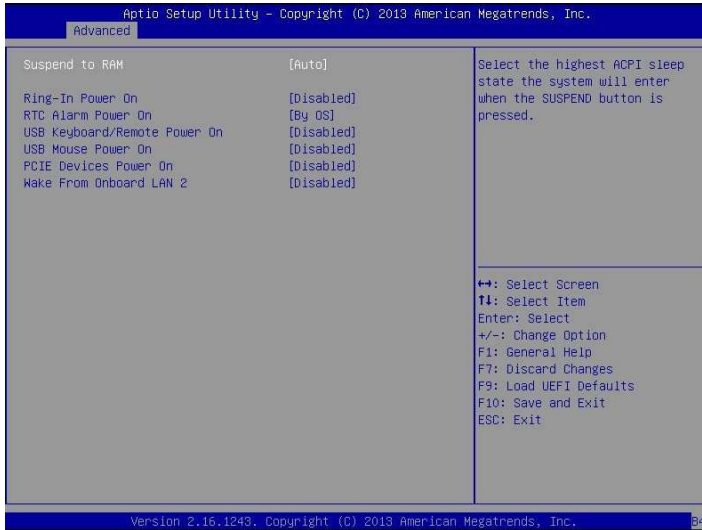 Aptio Setup Utility - Copyright (C) 2013 American Megatrends, Inc.
Advanced
Suspend to RAM [Auto]
Ring-In Power On [Disabled]
RTC Alarm Power On [By OS]
USB Keyboard/Remote Power On [Disabled]
USB Mouse Power On [Disabled]
PCIE Devices Power On [Disabled]
Wake From Onboard LAN 2 [Disabled]
Select the highest ACPI sleep
state the system will enter
when the SUSPEND button is
pressed.
↔: Select Screen
↑↓: Select Item
Enter: Select
+/-: Change Option
F1: General Help
F7: Discard Changes
F9: Load UEFI Defaults
F10: Save and Exit
ESC: Exit
Version 2.16.1243. Copyright (C) 2013 American Megatrends, Inc.